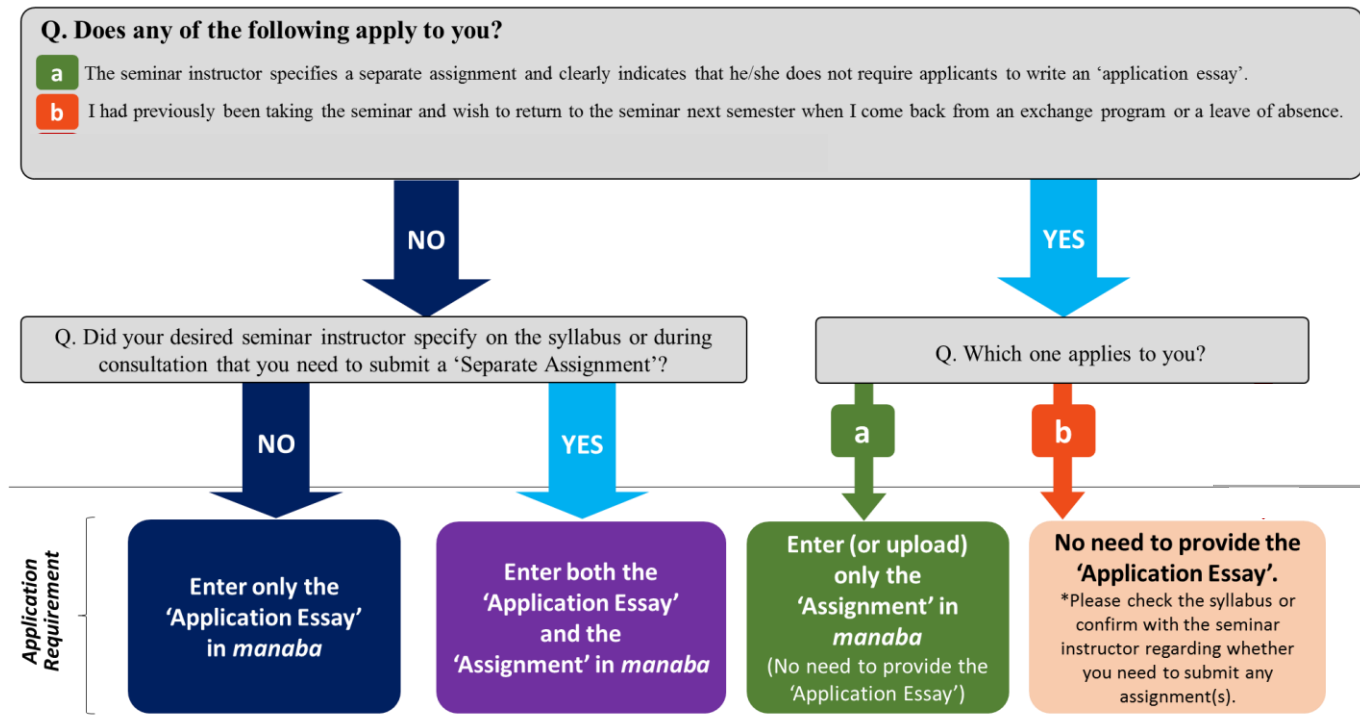 Q. Does any of the following apply to you?
a The seminar instructor specifies a separate assignment and clearly indicates that he/she does not require applicants to write an ‘application essay’.
b I had previously been taking the seminar and wish to return to the seminar next semester when I come back from an exchange program or a leave of absence.
NO
YES
Q. Did your desired seminar instructor specify on the syllabus or during
consultation that you need to submit a ‘Separate Assignment’?
Q. Which one applies to you?
NO
YES
a
b
Application
Requirement
Enter only the
‘Application Essay’
in manaba
Enter both the
‘Application Essay’
and the
‘Assignment’ in manaba
Enter (or upload)
only the
‘Assignment’ in
manaba
(No need to provide the
‘Application Essay’)
No need to provide the
‘Application Essay’.
*Please check the syllabus or
confirm with the seminar
instructor regarding whether
you need to submit any
assignment(s).